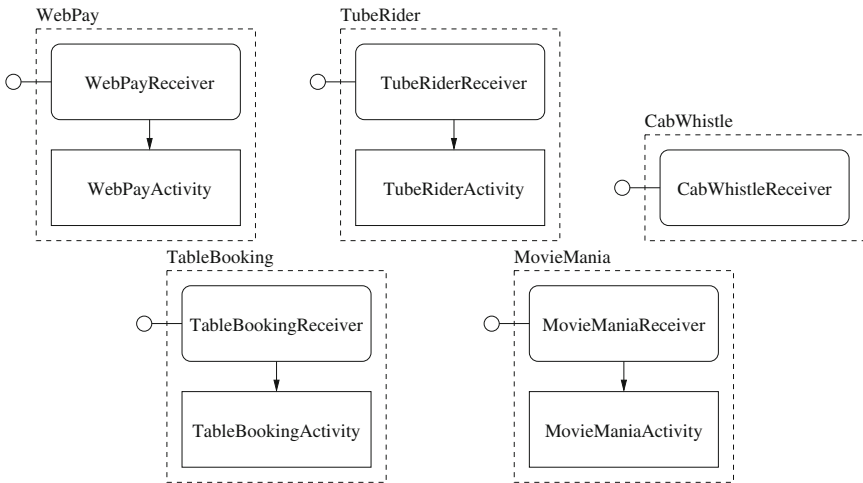 WebPay
WebPayReceiver
WebPayActivity
TubeRider
TubeRiderReceiver
TubeRiderActivity
CabWhistle
CabWhistleReceiver
TableBooking
TableBookingReceiver
TableBookingActivity
MovieMania
MovieManiaReceiver
MovieManiaActivity